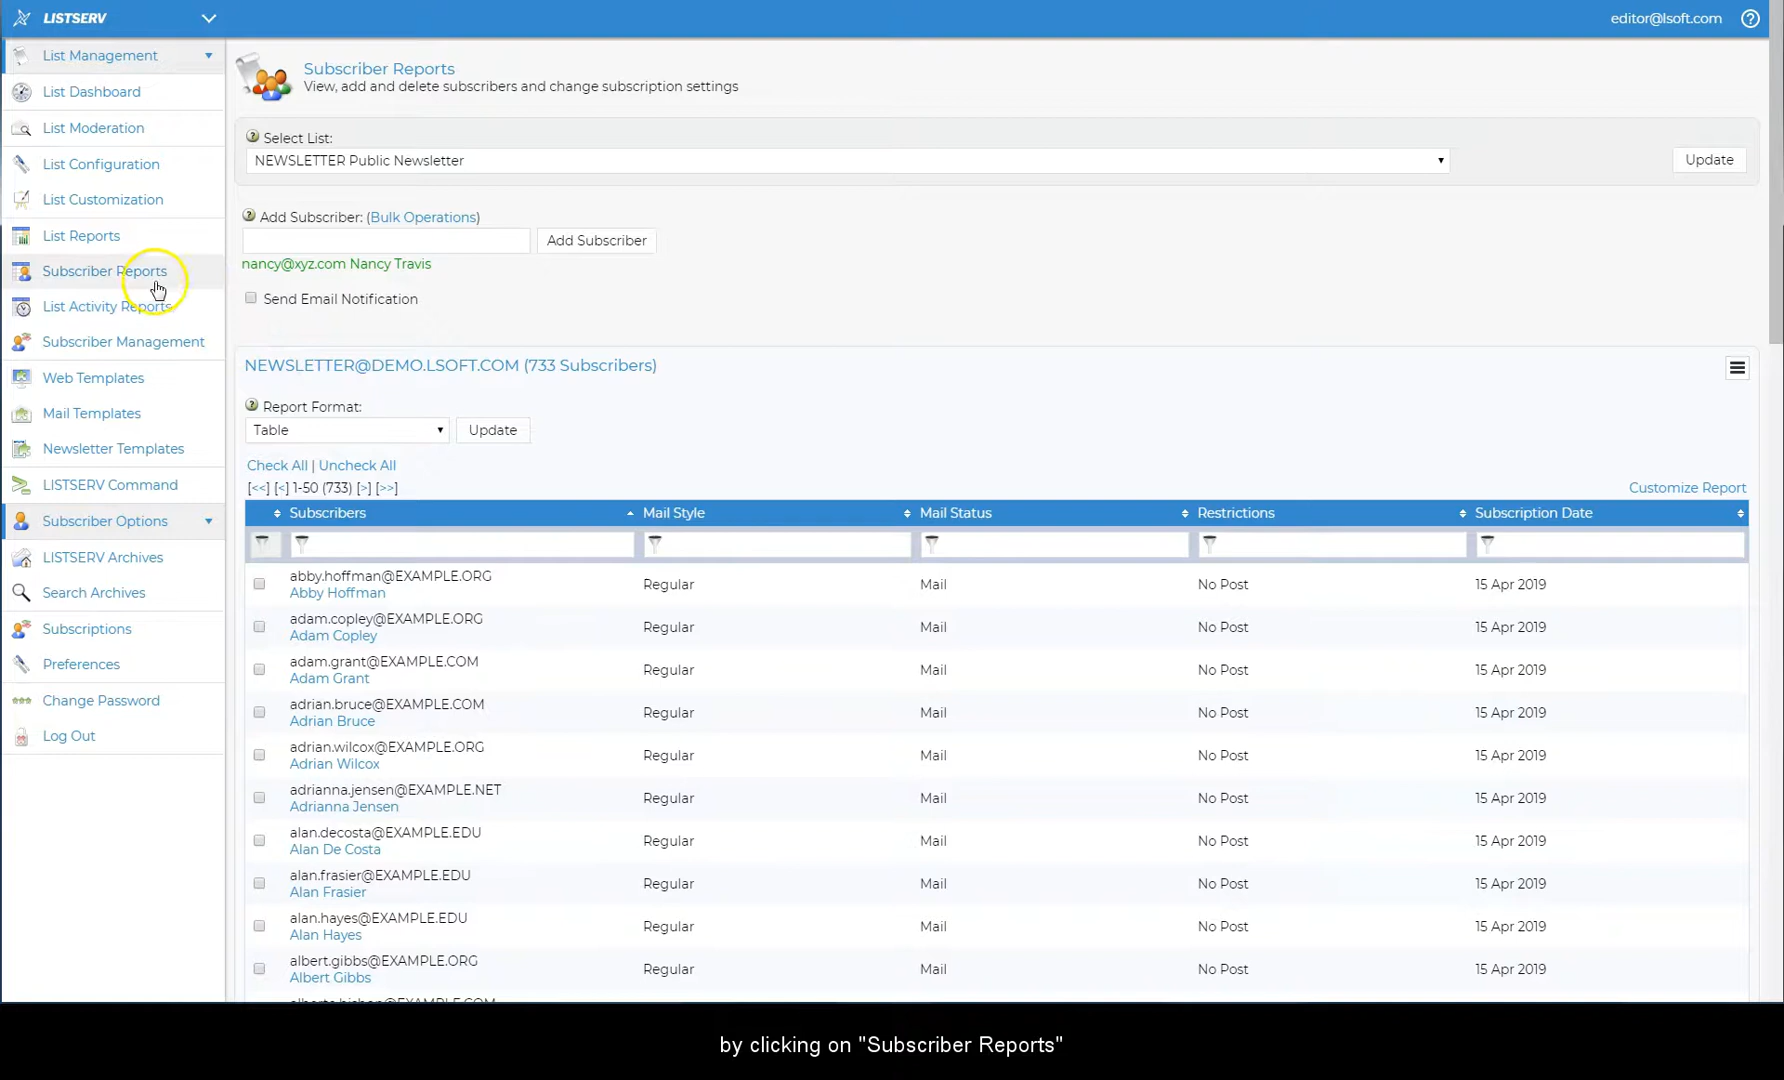 LISTSERV
editor@lsoft.com
List Management
List Dashboard
List Moderation
List Configuration
List Customization
List Reports
Subscriber Reports
List Activity Reports
Subscriber Management
Web Templates
Mail Templates
Newsletter Templates
LISTSERV Command
Subscriber Options
LISTSERV Archives
Search Archives
Subscriptions
Preferences
Change Password
Log Out
Subscriber Reports
View, add and delete subscribers and change subscription settings
Select List:
NEWSLETTER Public Newsletter
Update
Add Subscriber: (Bulk Operations)
Add Subscriber
nancy@xyz.com Nancy Travis
Send Email Notification
NEWSLETTER@DEMO.LSOFT.COM (733 Subscribers)
Report Format:
Table Update
Check All | Uncheck All
[<<] [<] 1-50 (733) [>] [>>] Customize Report
Subscribers Mail Style Mail Status Restrictions Subscription Date
abby.hoffman@EXAMPLE.ORG
Abby Hoffman Regular Mail No Post 15 Apr 2019
adam.copley@EXAMPLE.ORG
Adam Copley Regular Mail No Post 15 Apr 2019
adam.grant@EXAMPLE.COM
Adam Grant Regular Mail No Post 15 Apr 2019
adrian.bruce@EXAMPLE.COM
Adrian Bruce Regular Mail No Post 15 Apr 2019
adrian.wilcox@EXAMPLE.ORG
Adrian Wilcox Regular Mail No Post 15 Apr 2019
adrianna.jensen@EXAMPLE.NET
Adrianna Jensen Regular Mail No Post 15 Apr 2019
alan.decosta@EXAMPLE.EDU
Alan De Costa Regular Mail No Post 15 Apr 2019
alan.frasier@EXAMPLE.EDU
Alan Frasier Regular Mail No Post 15 Apr 2019
alan.hayes@EXAMPLE.EDU
Alan Hayes Regular Mail No Post 15 Apr 2019
albert.gibbs@EXAMPLE.ORG
Albert Gibbs Regular Mail No Post 15 Apr 2019
by clicking on "Subscriber Reports"